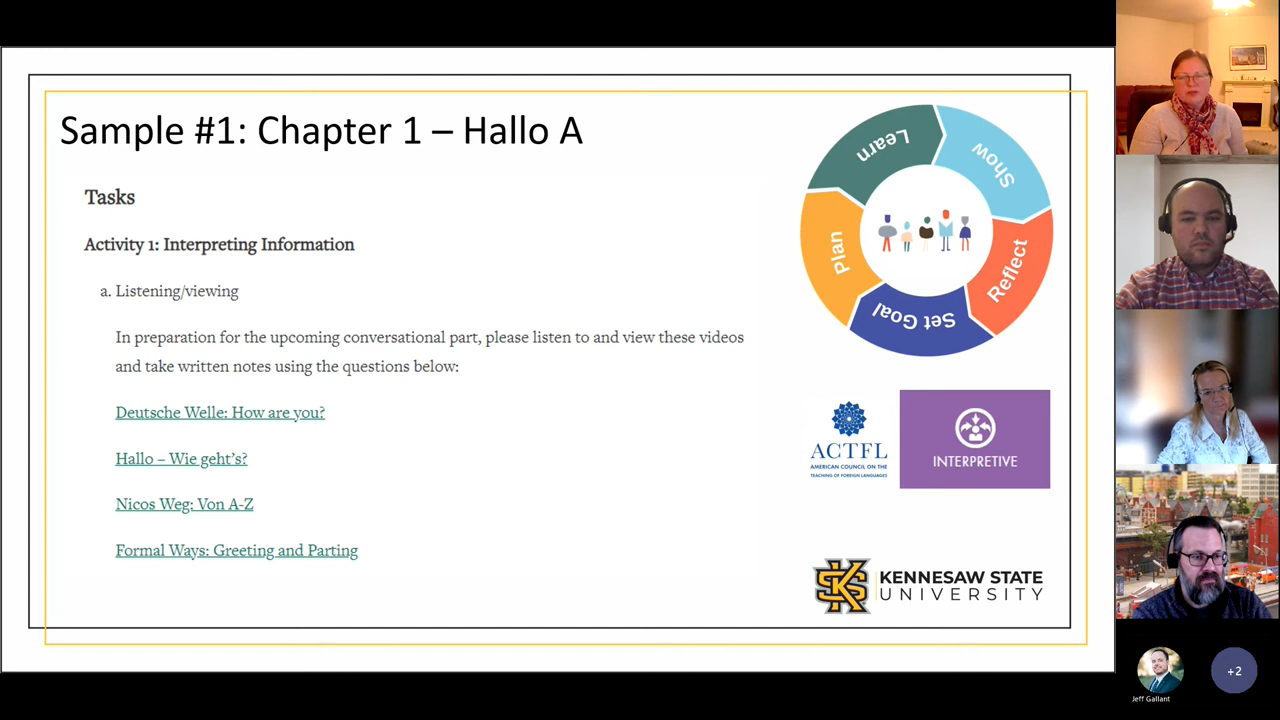 Sample #1: Chapter 1 – Hallo A
Tasks
Activity 1: Interpreting Information
a. Listening/viewing
In preparation for the upcoming conversational part, please listen to and view these videos
and take written notes using the questions below:
Deutsche Welle: How are you?
Hallo – Wie geht's?
Nicos Weg: Von A-Z
Formal Ways: Greeting and Parting
Learn
Show
Reflect
Set Goal
Plan
ACTFL
AMERICAN COUNCIL ON THE
TEACHING OF FOREIGN LANGUAGES
INTERPRETIVE
KS
KENNESAW STATE
UNIVERSITY
Jeff Gallant
+2